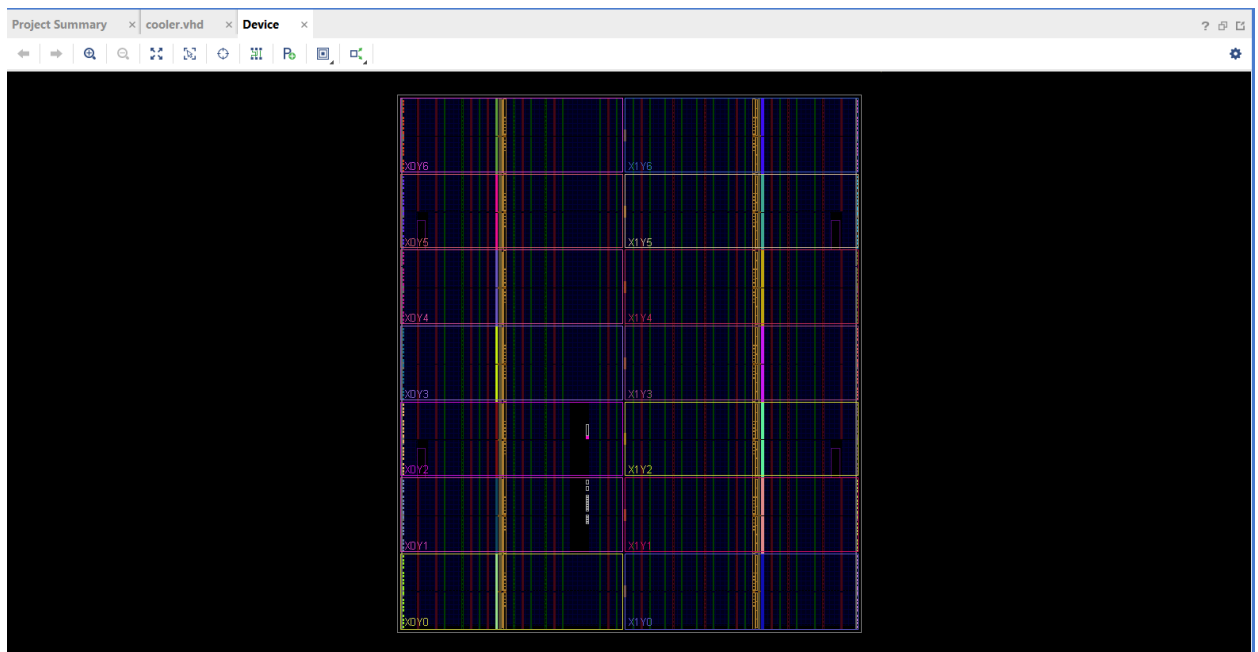 Project Summary × cooler.vhd × Device ×
X0Y6 X1Y6
X0Y5 X1Y5
X0Y4 X1Y4
X0Y3 X1Y3
X0Y2 X1Y2
X0Y1 X1Y1
X0Y0 X1Y0